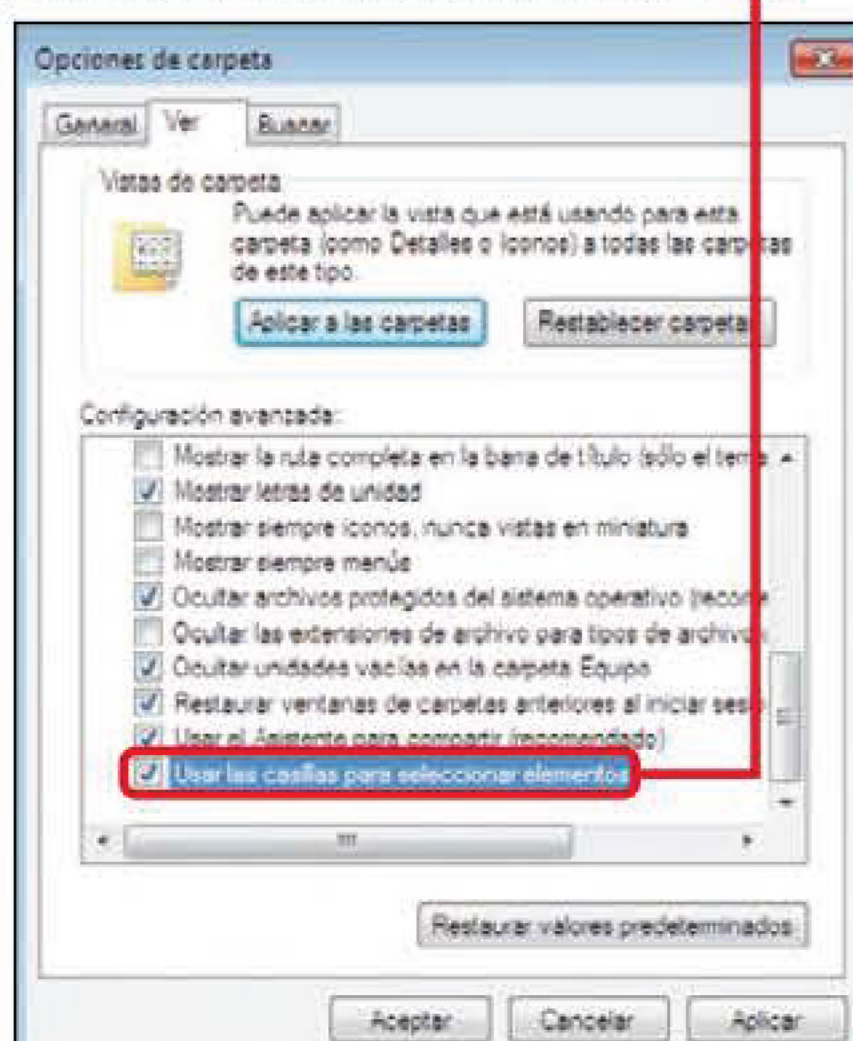 Opciones de carpeta
General Ver Buscar
Vistas de carpeta
Puede aplicar la vista que está usando para esta
carpeta (como Detalles o Iconos) a todas las carpetas
de este tipo.
Aplicar a las carpetas Restablecer carpetas
Configuración avanzada:
Mostrar la ruta completa en la barra de título (sólo el tema
Mostrar letras de unidad
Mostrar siempre iconos, nunca vistas en miniatura
Mostrar siempre menús
Ocultar archivos protegidos del sistema operativo (recome
Ocultar las extensiones de archivo para tipos de archivo
Ocultar unidades vacías en la carpeta Equipo
Restaurar ventanas de carpetas anteriores al iniciar sesió
Usar el Asistente para compartir (recomendado)
Usar las casillas para seleccionar elementos
Restaurar valores predeterminados
Aceptar Cancelar Aplicar